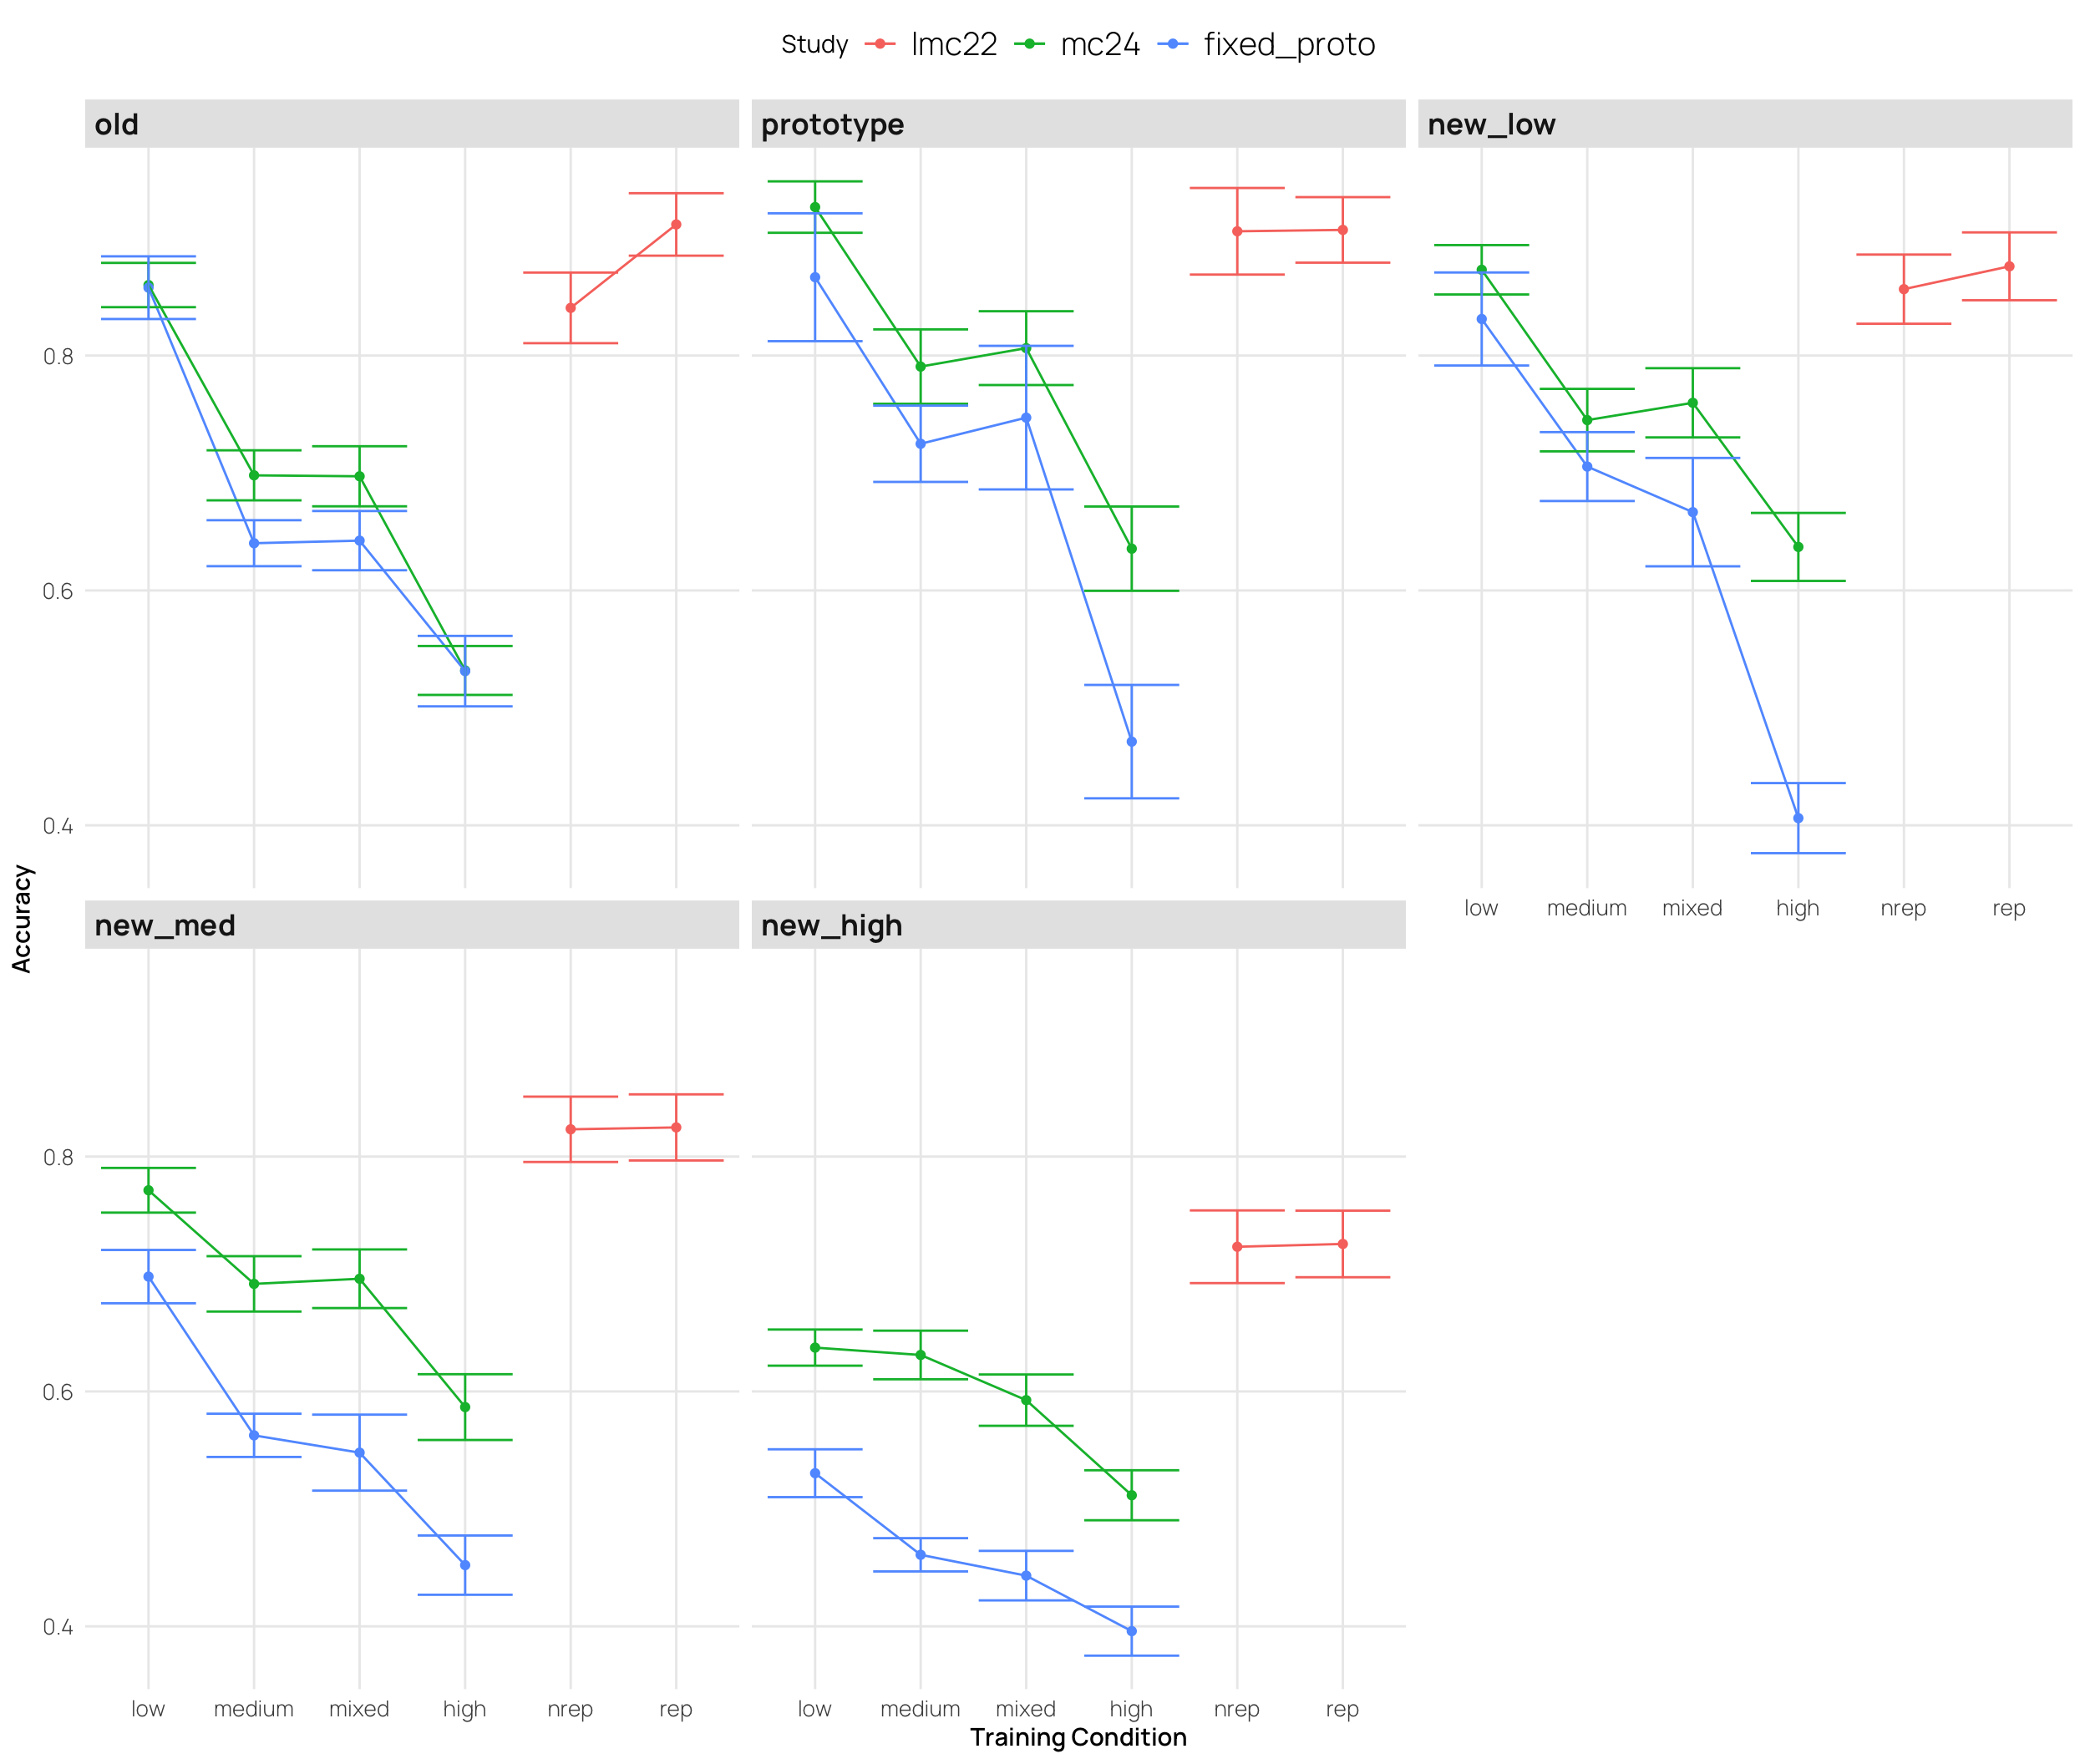 Study lmc22 mc24 fixed_proto
old
prototype
new_low
0.8
0.6
0.4
low medium mixed high nrep rep
Accuracy
new_med
new_high
0.8
0.6
0.4
low medium mixed high nrep rep
low medium mixed high nrep rep
Training Condition